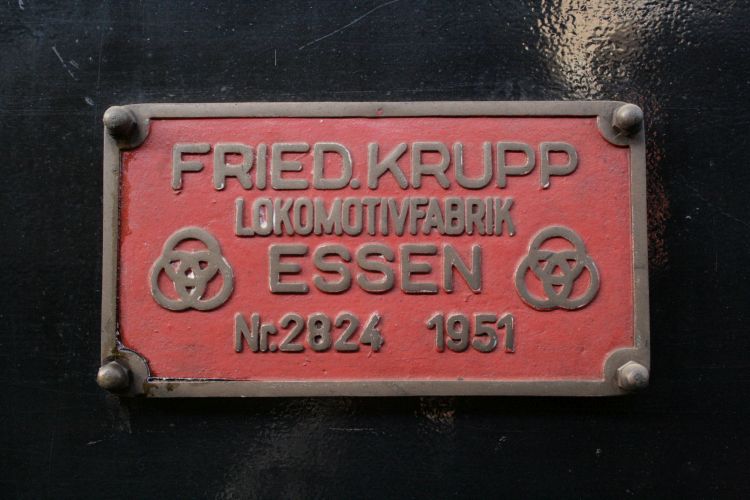 FRIED. KRUPP
LOKOMOTIVFABRIK
ESSEN
Nr. 2824 1951